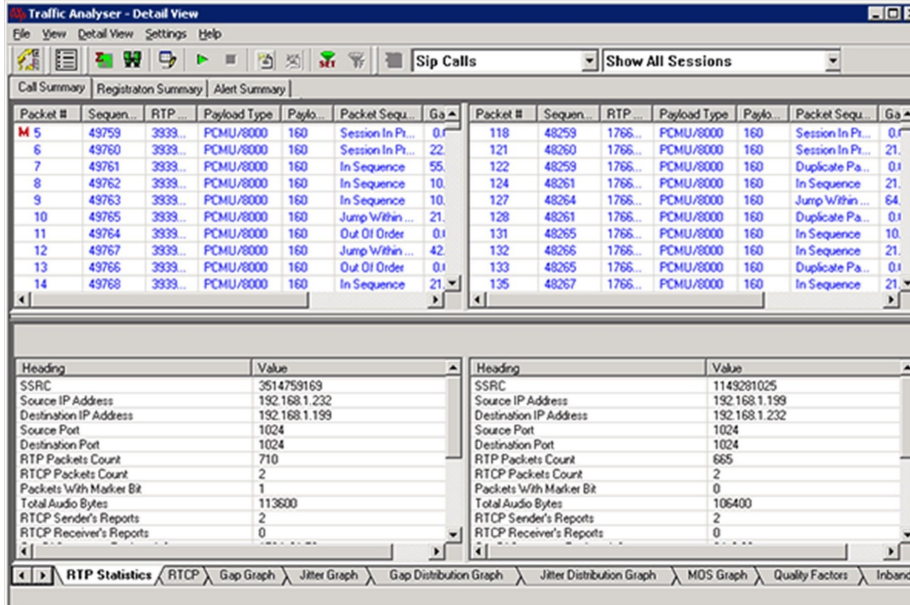 Traffic Analyser - Detail View
File View Detail View Settings Help
SET Sip Calls Show All Sessions
Call Summary Registraton Summary Alert Summary
Packet # Sequen... RTP ... Payload Type Paylo... Packet Sequ... Ga Packet # Sequen... RTP ... Payload Type Paylo... Packet Sequ... Ga
M 5 49759 3939... PCMU/8000 160 Session In Pr... 0.0 118 48259 1766... PCMU/8000 160 Session In Pr... 0.0
6 49760 3939... PCMU/8000 160 Session In Pr... 22. 121 48260 1766... PCMU/8000 160 Session In Pr... 21.
7 49761 3939... PCMU/8000 160 In Sequence 55. 122 48259 1766... PCMU/8000 160 Duplicate Pa... 0.0
8 49762 3939... PCMU/8000 160 In Sequence 10. 124 48261 1766... PCMU/8000 160 In Sequence 21.
9 49763 3939... PCMU/8000 160 In Sequence 10. 127 48264 1766... PCMU/8000 160 Jump Within ... 64.
10 49765 3939... PCMU/8000 160 Jump Within ... 21. 128 48261 1766... PCMU/8000 160 Duplicate Pa... 0.0
11 49764 3939... PCMU/8000 160 Out Of Order 0.0 131 48265 1766... PCMU/8000 160 In Sequence 10.
12 49767 3939... PCMU/8000 160 Jump Within ... 42. 132 48266 1766... PCMU/8000 160 In Sequence 21.
13 49766 3939... PCMU/8000 160 Out Of Order 0.0 133 48265 1766... PCMU/8000 160 Duplicate Pa... 0.0
14 49768 3939... PCMU/8000 160 In Sequence 21. 135 48267 1766... PCMU/8000 160 In Sequence 21.
Heading Value Heading Value
SSRC 3514759169 SSRC 1149281025
Source IP Address 192.168.1.232 Source IP Address 192.168.1.199
Destination IP Address 192.168.1.199 Destination IP Address 192.168.1.232
Source Port 1024 Source Port 1024
Destination Port 1024 Destination Port 1024
RTP Packets Count 710 RTP Packets Count 665
RTCP Packets Count 2 RTCP Packets Count 2
Packets With Marker Bit 1 Packets With Marker Bit 0
Total Audio Bytes 113600 Total Audio Bytes 106400
RTCP Sender's Reports 2 RTCP Sender's Reports 2
RTCP Receiver's Reports 0 RTCP Receiver's Reports 0
RTP Statistics RTCP Gap Graph Jitter Graph Gap Distribution Graph Jitter Distribution Graph MOS Graph Quality Factors Inband